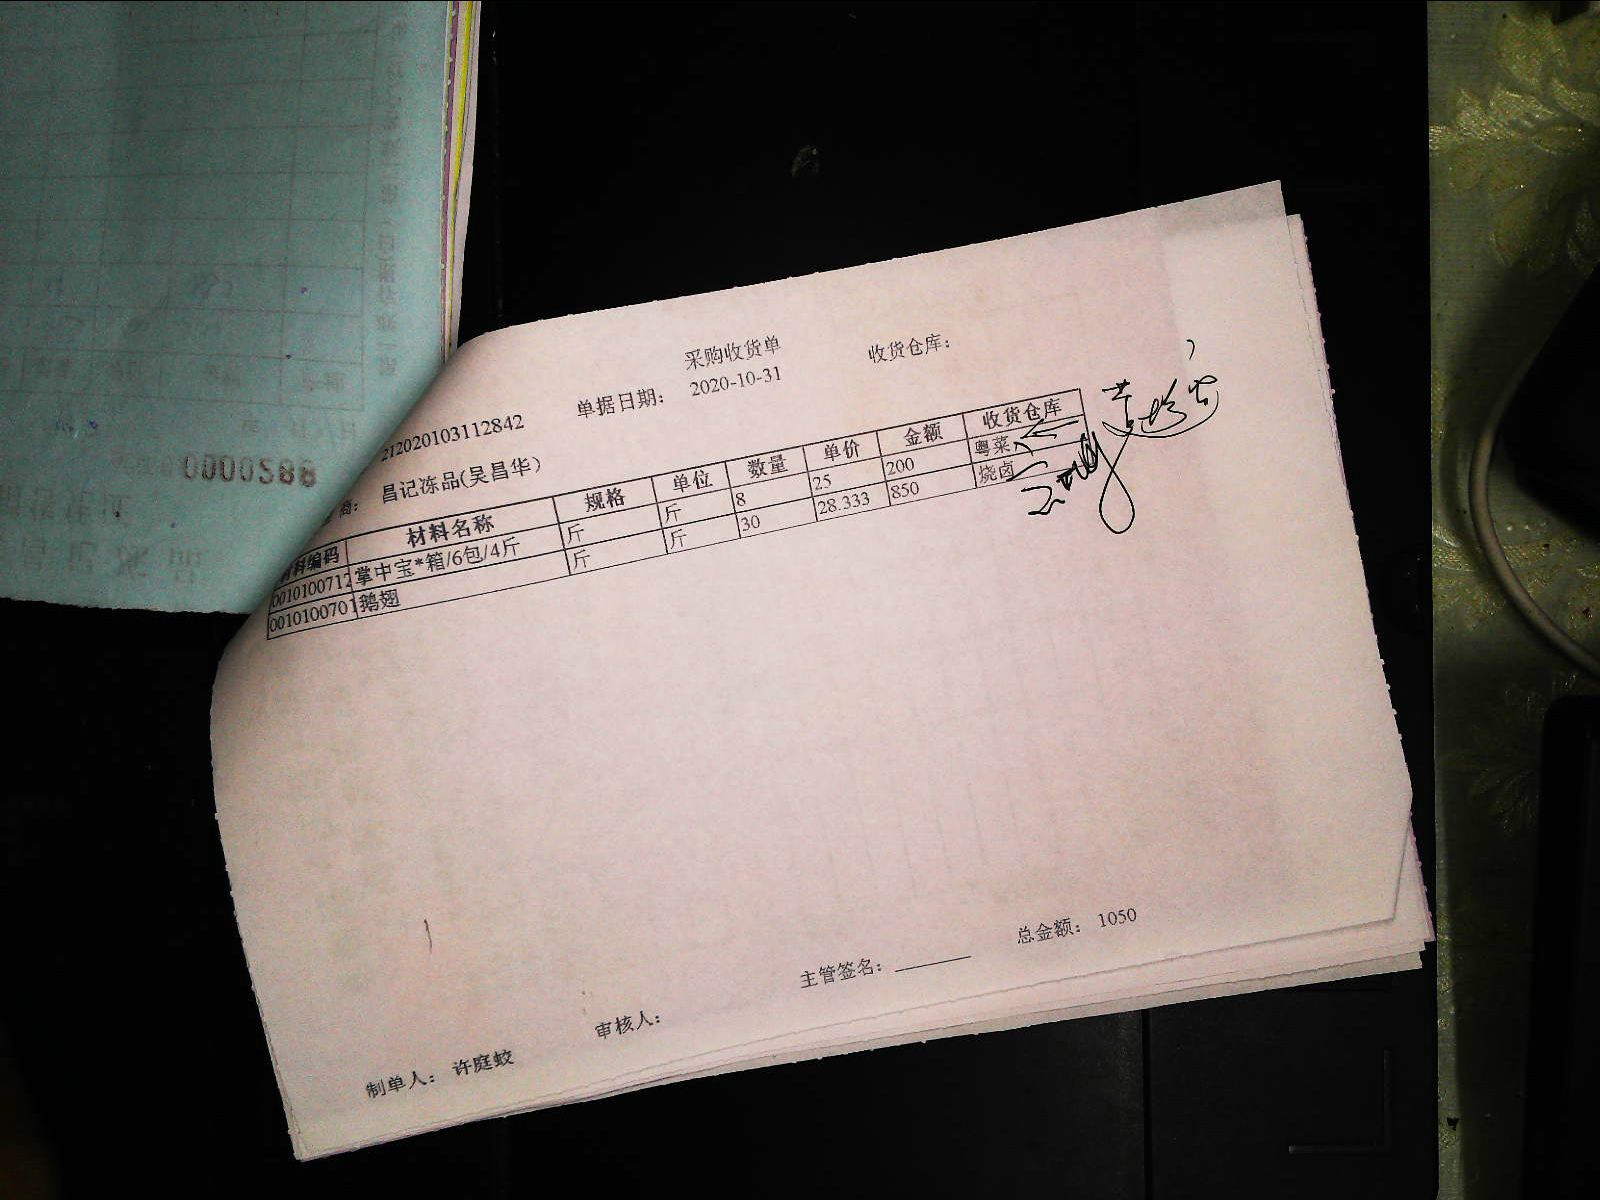 采购收货单
收货仓库:
单据日期: 2020-10-31
212020103112842
商: 昌记冻品(吴昌华)
材料编码 材料名称 规格 单位 数量 单价 金额 收货仓库
0010100712 掌中宝*箱/6包/4斤 斤 斤 8 25 200 粤菜
0010100701 鹅翅 斤 斤 30 28.333 850 烧卤
总金额: 1050
主管签名:
审核人:
制单人: 许庭蛟
0000588